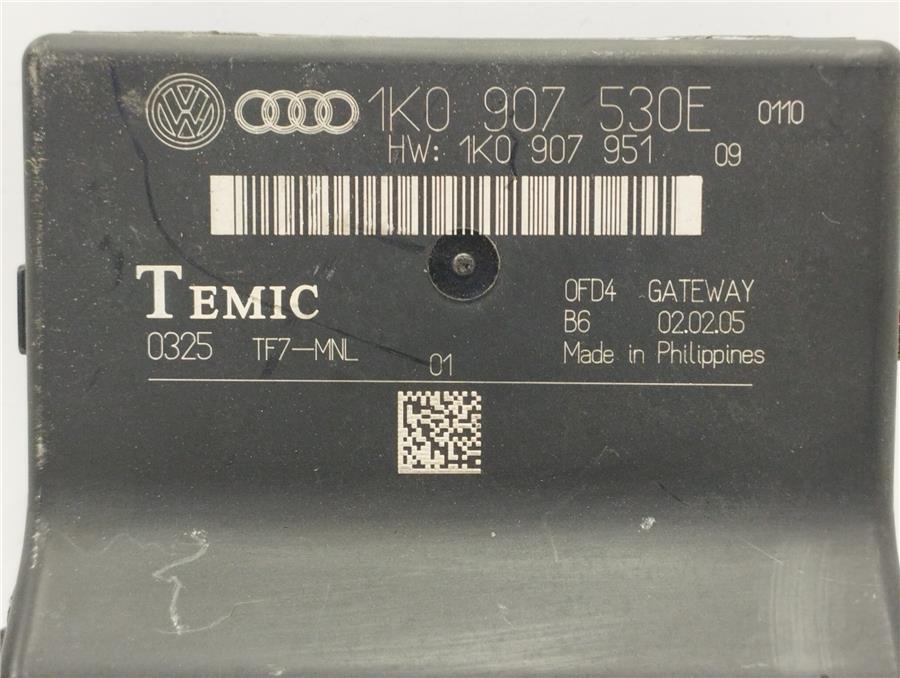 1K0 907 530E 0110
HW: 1K0 907 951 09
TEMIC
0325 TF7-MNL 01
0FD4 GATEWAY
B6 02.02.05
Made in Philippines